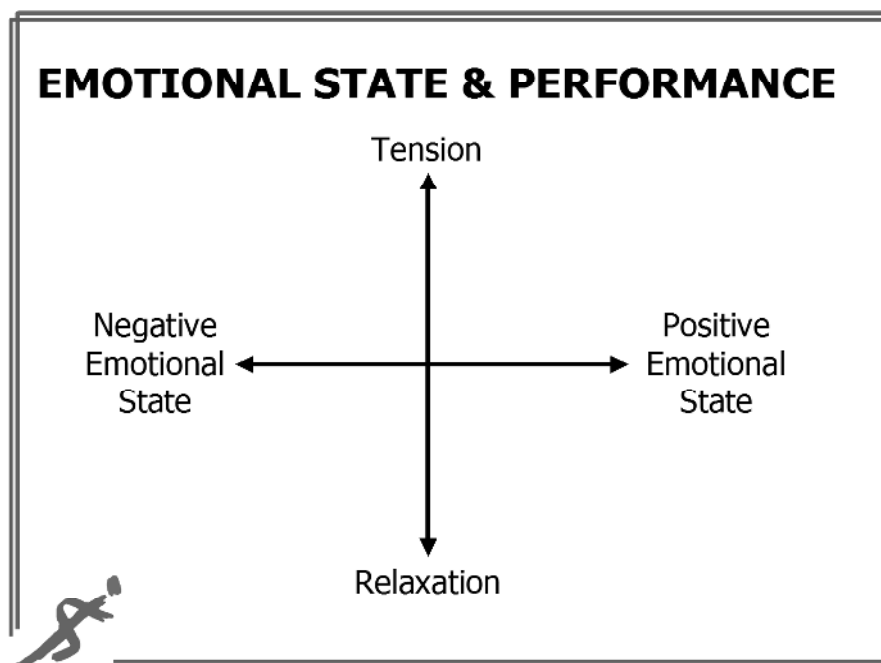 EMOTIONAL STATE & PERFORMANCE
Tension
Negative
Emotional
State
Positive
Emotional
State
Relaxation